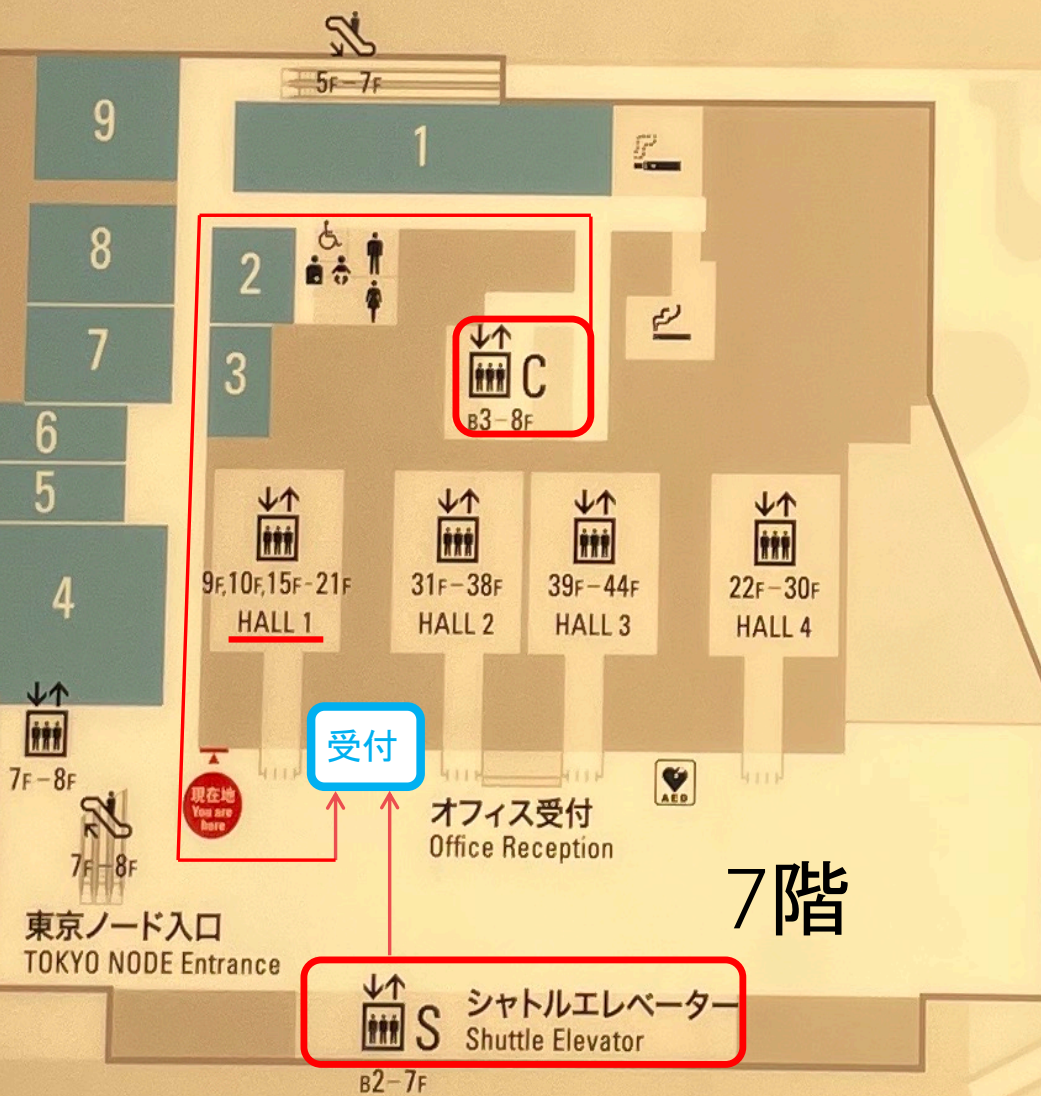 5F-7F
9
1
8
2
7
3
C
B3-8F
6
5
4
9F,10F,15F-21F
HALL 1
31F-38F
HALL 2
39F-44F
HALL 3
22F-30F
HALL 4
受付
7F-8F
現在地
You are
here
AED
オフィス受付
Office Reception
7F-8F
7階
東京ノード入口
TOKYO NODE Entrance
S
シャトルエレベーター
Shuttle Elevator
B2-7F